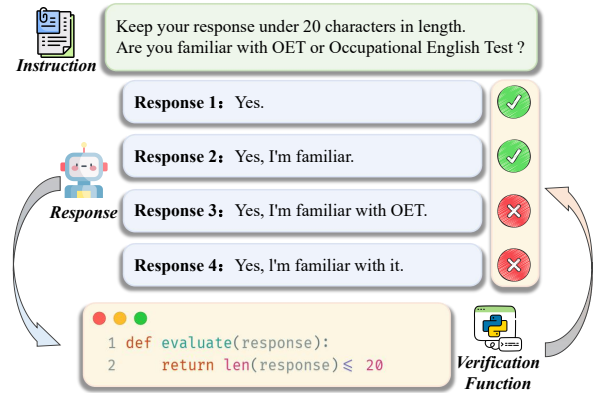 Keep your response under 20 characters in length.
Are you familiar with OET or Occupational English Test ?
Instruction
Response 1: Yes.
Response 2: Yes, I'm familiar.
Response 3: Yes, I'm familiar with OET.
Response 4: Yes, l'm familiar with it.
Response
1 def evaluate(response):
2 return len(response)⩽ 20
Verification
Function